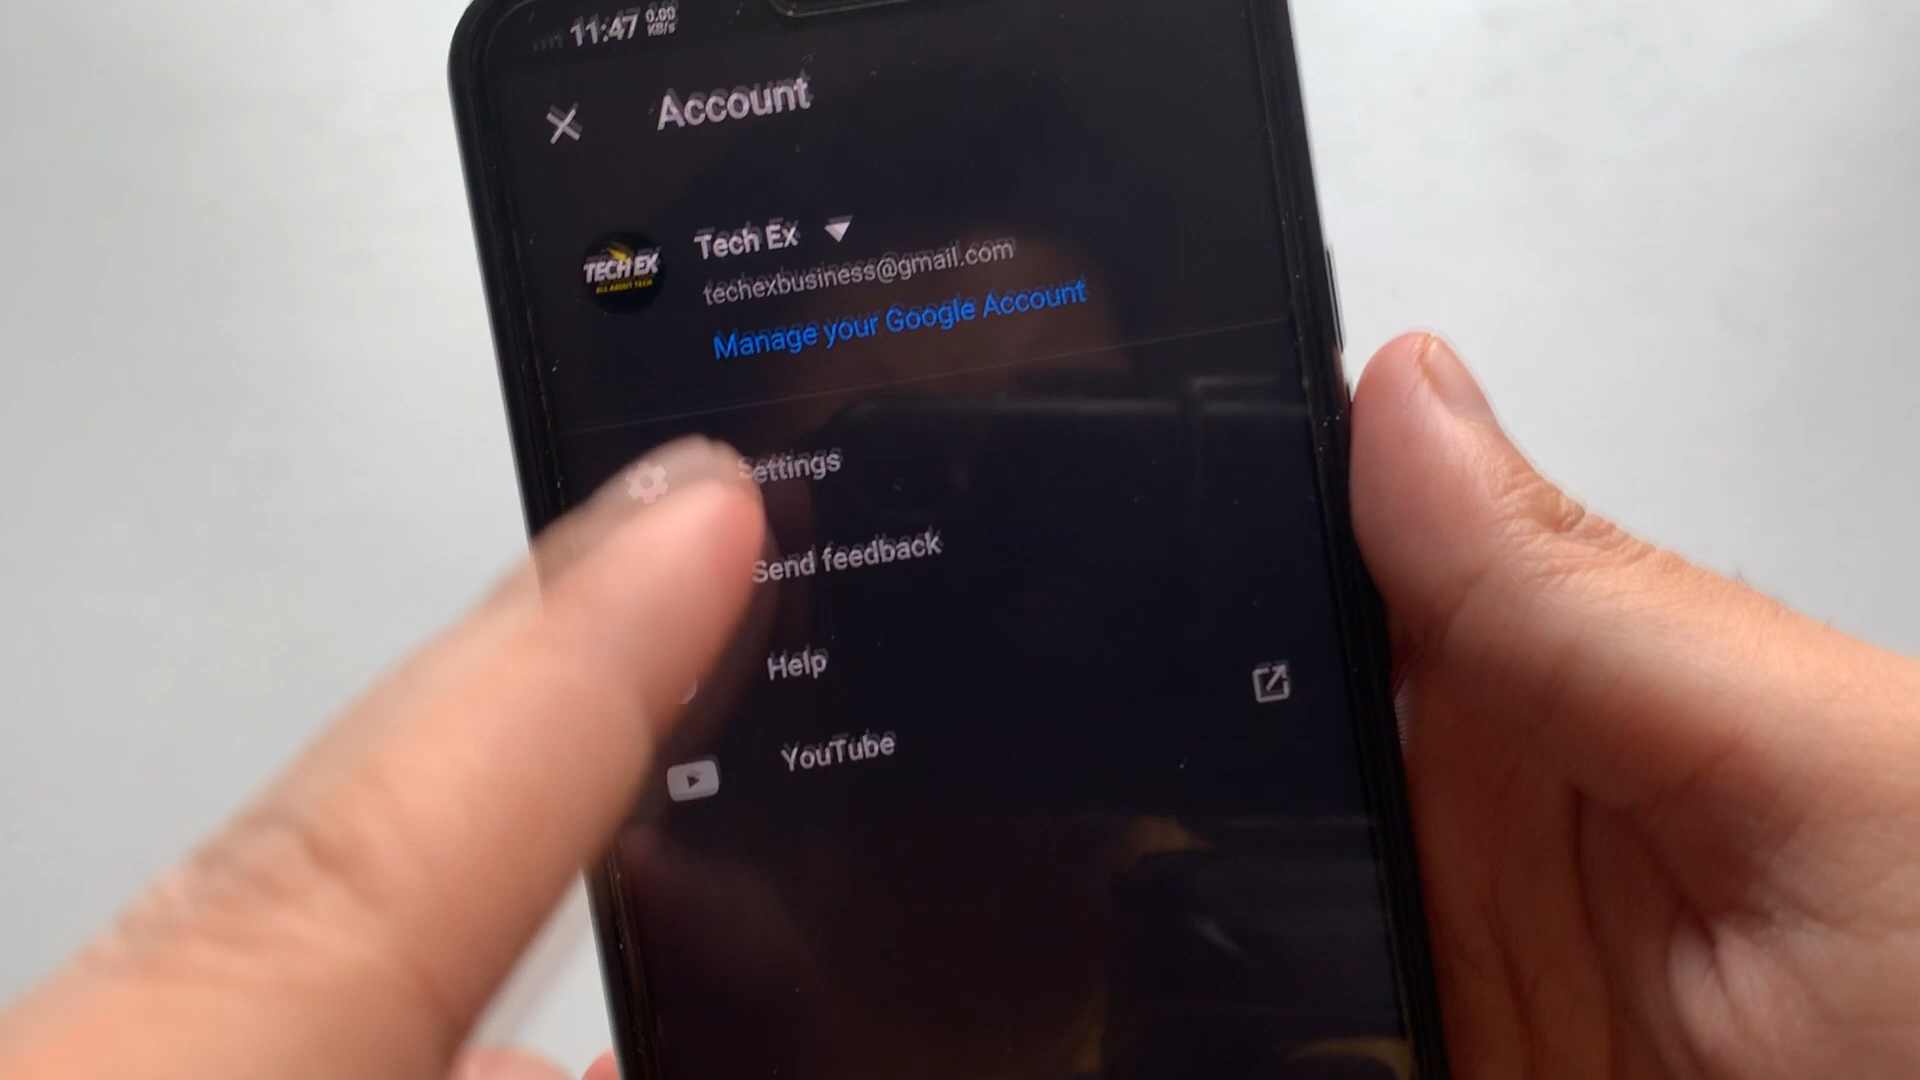 11:47 0.00 KB/s
Account
TECH EX
ALL ABOUT TECH
Tech Ex
techexbusiness@gmail.com
Manage your Google Account
Settings
Send feedback
Help
YouTube